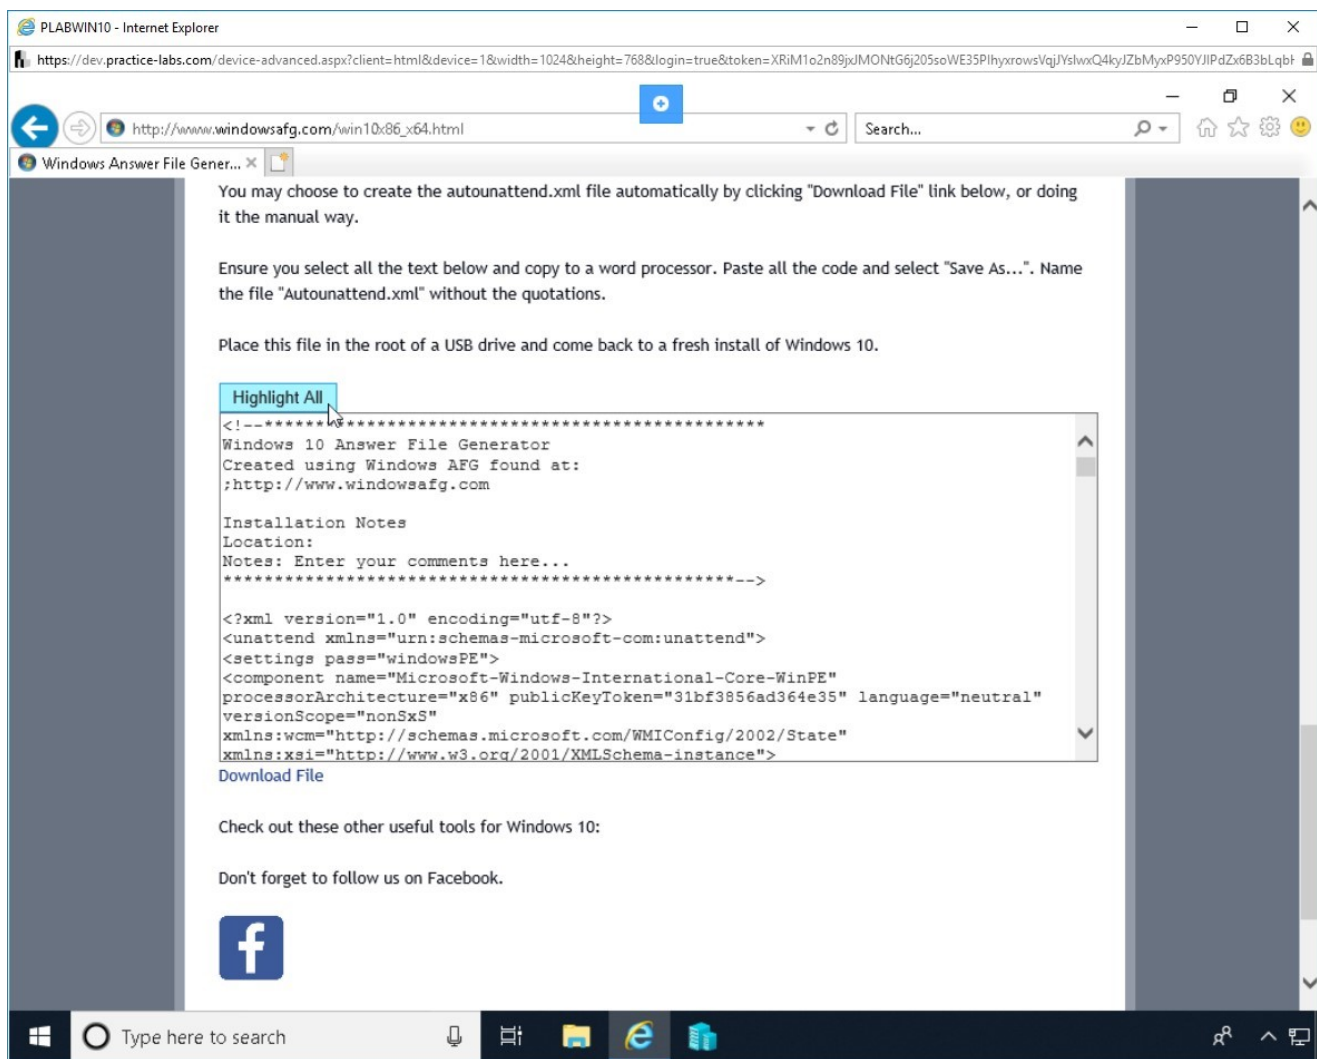 PLABWIN10 - Internet Explorer
https://dev.practice-labs.com/device-advanced.aspx?client=html&device=1&width=1024&height=768&login=true&token=
http://www.windowsafg.com/win10x86_x64.html
Search...
Windows Answer File Gener...
You may choose to create the autounattend.xml file automatically by clicking "Download File" link below, or doing
it the manual way.
Ensure you select all the text below and copy to a word processor. Paste all the code and select "Save As...". Name
the file "Autounattend.xml" without the quotations.
Place this file in the root of a USB drive and come back to a fresh install of Windows 10.
Highlight All
<!--*************************************************
Windows 10 Answer File Generator
Created using Windows AFG found at:
;http://www.windowsafg.com
Installation Notes
Location:
Notes: Enter your comments here...
**************************************************-->
<?xml version="1.0" encoding="utf-8"?>
<unattend xmlns="urn:schemas-microsoft-com:unattend">
<settings pass="windowsPE">
<component name="Microsoft-Windows-International-Core-WinPE"
processorArchitecture="x86" publicKeyToken="31bf3856ad364e35" language="neutral"
versionScope="nonSxS"
xmlns:wcm="http://schemas.microsoft.com/WMIConfig/2002/State"
xmlns:xsi="http://www.w3.org/2001/XMLSchema-instance">
Download File
Check out these other useful tools for Windows 10:
Don't forget to follow us on Facebook.
f
Type here to search